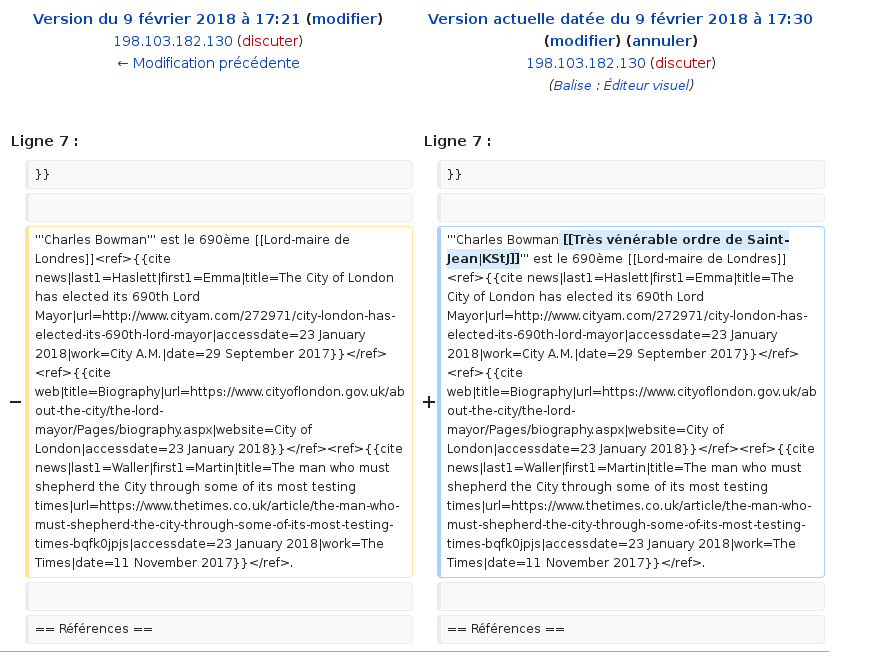 Version du 9 février 2018 à 17:21 (modifier)
198.103.182.130 (discuter)
← Modification précédente
Version actuelle datée du 9 février 2018 à 17:30
(modifier) (annuler)
198.103.182.130 (discuter)
(Balise : Éditeur visuel)
Ligne 7 :
Ligne 7 :
}}
}}
−
'''Charles Bowman''' est le 690ème [[Lord-maire de
Londres]]<ref>{{cite
news|last1=Haslett|first1=Emma|title=The City of London
has elected its 690th Lord
Mayor|url=http://www.cityam.com/272971/city-london-has-
elected-its-690th-lord-mayor|accessdate=23 January
2018|work=City A.M.|date=29 September 2017}}</ref>
<ref>{{cite
web|title=Biography|url=https://www.cityoflondon.gov.uk/ab
out-the-city/the-lord-
mayor/Pages/biography.aspx|website=City of
London|accessdate=23 January 2018}}</ref><ref>{{cite
news|last1=Waller|first1=Martin|title=The man who must
shepherd the City through some of its most testing
times|url=https://www.thetimes.co.uk/article/the-man-who-
must-shepherd-the-city-through-some-of-its-most-testing-
times-bqfk0jpjs|accessdate=23 January 2018|work=The
Times|date=11 November 2017}}</ref>.
+
'''Charles Bowman [[Très vénérable ordre de Saint-
Jean|KStJ]]''' est le 690ème [[Lord-maire de Londres]]
<ref>{{cite news|last1=Haslett|first1=Emma|title=The
City of London has elected its 690th Lord
Mayor|url=http://www.cityam.com/272971/city-london-has-
elected-its-690th-lord-mayor|accessdate=23 January
2018|work=City A.M.|date=29 September 2017}}</ref>
<ref>{{cite
web|title=Biography|url=https://www.cityoflondon.gov.uk/ab
out-the-city/the-lord-
mayor/Pages/biography.aspx|website=City of
London|accessdate=23 January 2018}}</ref><ref>{{cite
news|last1=Waller|first1=Martin|title=The man who must
shepherd the City through some of its most testing
times|url=https://www.thetimes.co.uk/article/the-man-who-
must-shepherd-the-city-through-some-of-its-most-testing-
times-bqfk0jpjs|accessdate=23 January 2018|work=The
Times|date=11 November 2017}}</ref>.
== Références ==
== Références ==